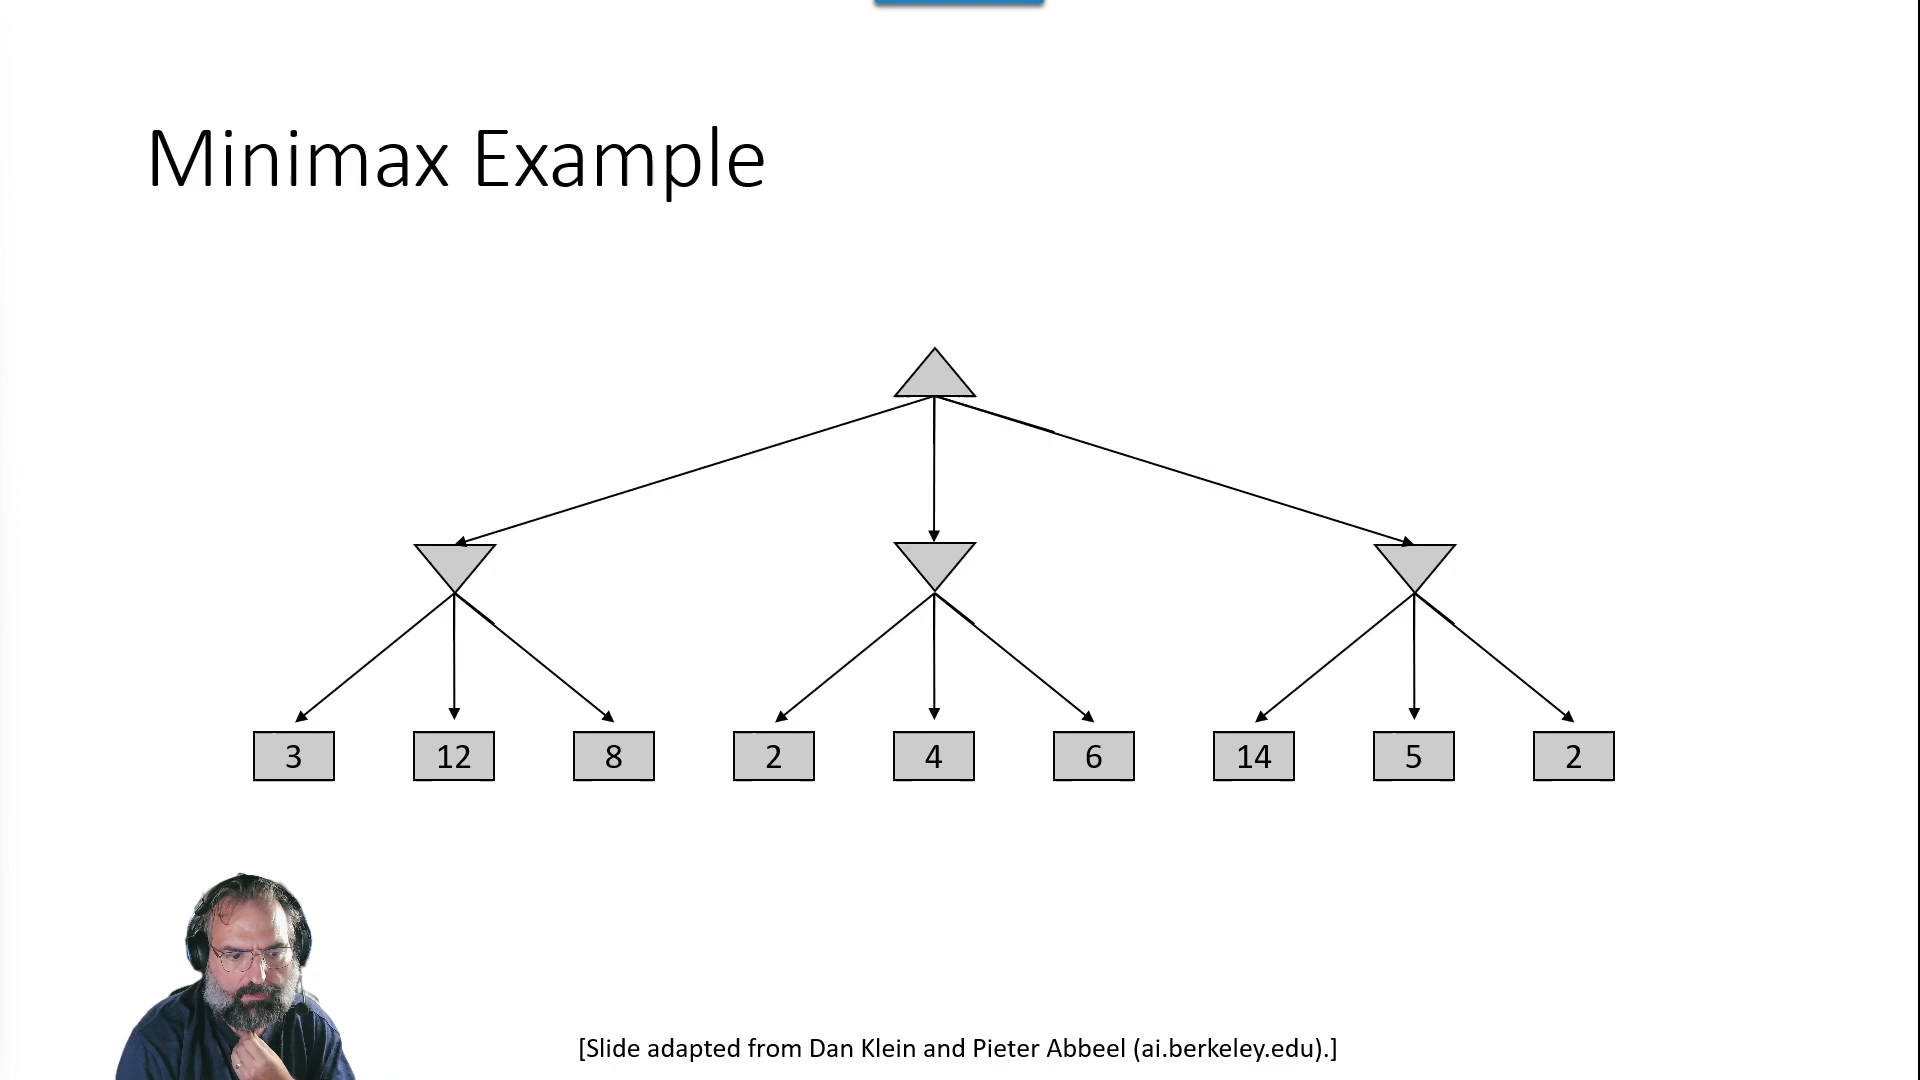 Minimax Example
3 12 8 2 4 6 14 5 2
[Slide adapted from Dan Klein and Pieter Abbeel (ai.berkeley.edu).]